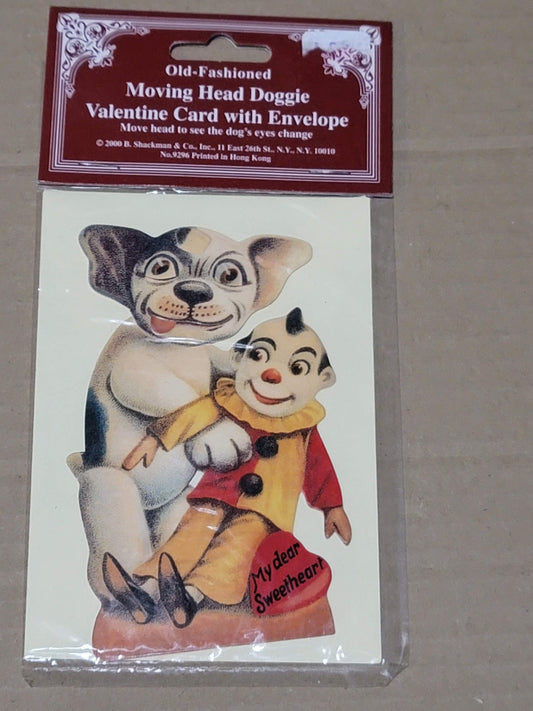 Old-Fashioned
Moving Head Doggie
Valentine Card with Envelope
Move head to see the dog's eyes change
© 2000 B. Shackman & Co., Inc., 11 East 26th St., N.Y., N.Y. 10010
No.9296 Printed in Hong Kong
My dear
Sweetheart